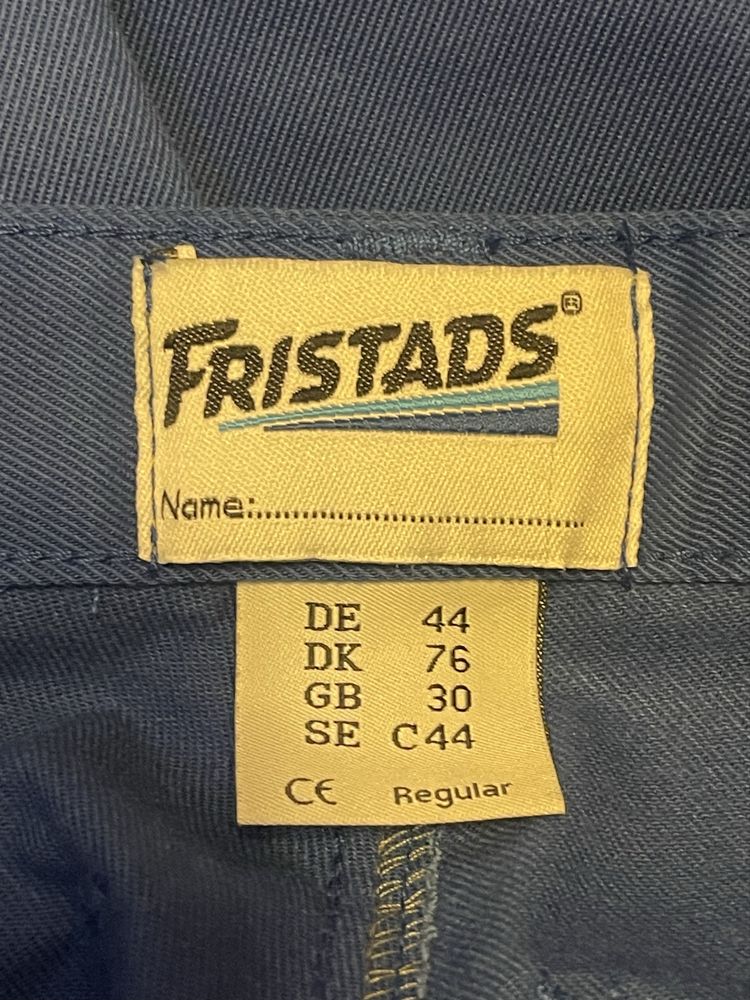 FRISTADS®
Name:................................................
DE 44
DK 76
GB 30
SE C44
CE Regular